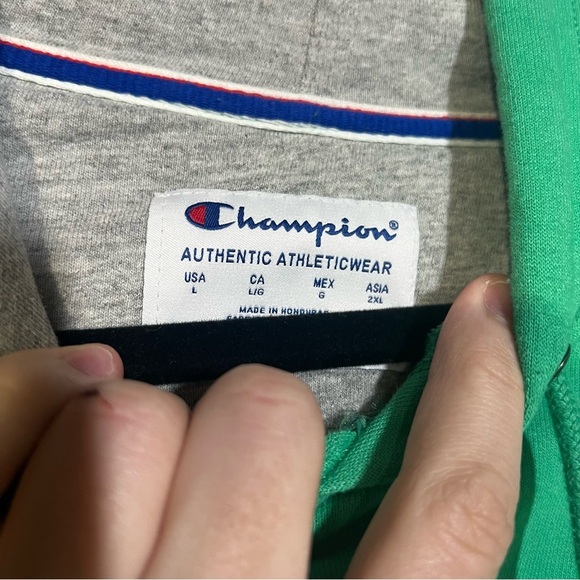 Champion®
AUTHENTIC ATHLETICWEAR
USA CA MEX ASIA
L L/G G 2XL
MADE IN HONDURAS